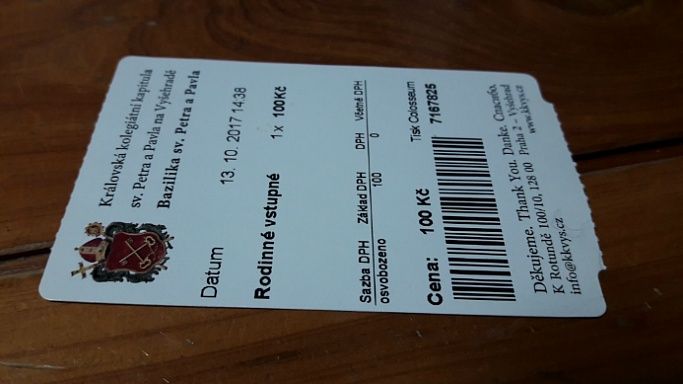 Královská kolegiátní kapitula
sv. Petra a Pavla na Vyšehradě
Bazilika sv. Petra a Pavla
Datum 13. 10. 2017 14:38
Rodinné vstupné 1 x 100Kč
Sazba DPH Základ DPH DPH Včetně DPH
osvobozeno 100 0
Cena: 100 Kč Tisk Colosseum
7167825
Děkujeme. Thank You. Danke. Спасибо.
K Rotundě 100/10, 128 00 Praha 2 – Vyšehrad
info@kkvys.cz www.kkvys.cz